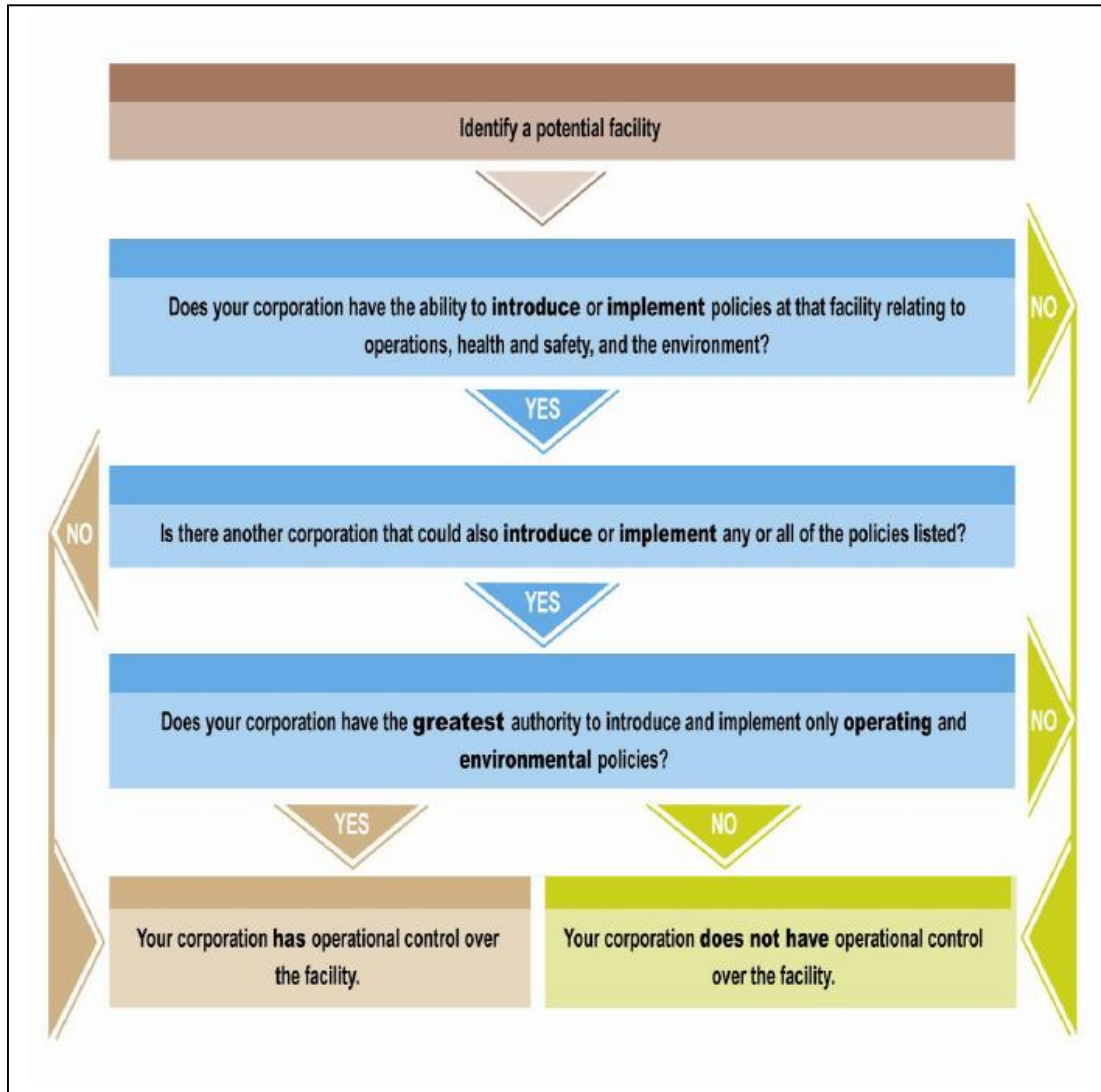 Identify a potential facility
Does your corporation have the ability to introduce or implement policies at that facility relating to
operations, health and safety, and the environment?
NO
YES
Is there another corporation that could also introduce or implement any or all of the policies listed?
NO
YES
Does your corporation have the greatest authority to introduce and implement only operating and
environmental policies?
NO
YES
NO
Your corporation has operational control over
the facility.
Your corporation does not have operational control
over the facility.